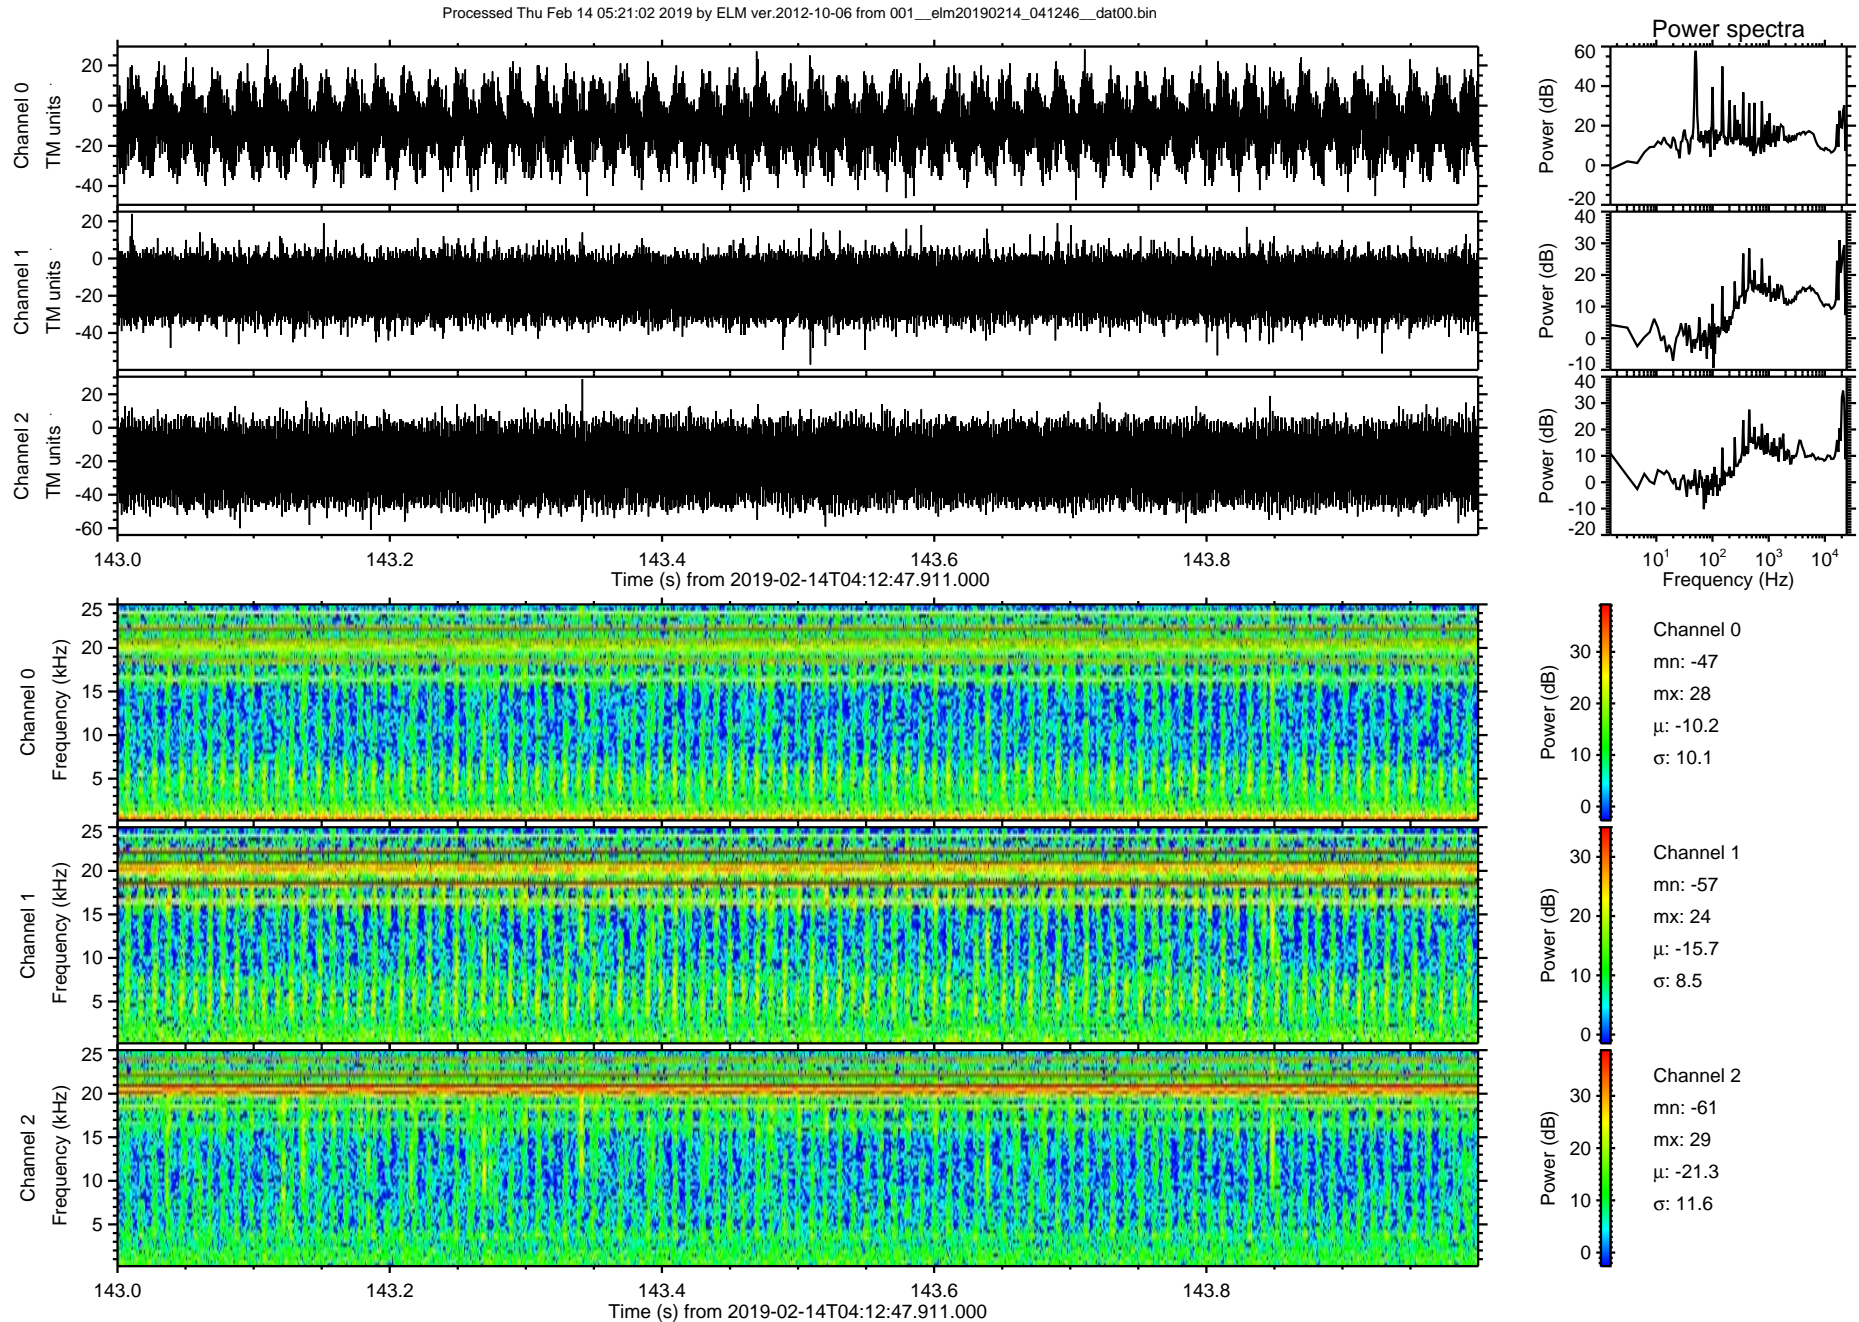 Processed Thu Feb 14 05:21:02 2019 by ELM ver.2012-10-06 from 001__elm20190214_041246__dat00.bin
Power spectra
Channel 0
TM units
20
0
-20
-40
Power (dB)
60
40
20
0
-20
Channel 1
TM units
20
0
-20
-40
Power (dB)
40
30
20
10
0
-10
Channel 2
TM units
20
0
-20
-40
-60
Power (dB)
40
30
20
10
0
-10
-20
143.0 143.2 143.4 143.6 143.8
Time (s) from 2019-02-14T04:12:47.911.000
10^1 10^2 10^3 10^4
Frequency (Hz)
Channel 0
Frequency (kHz)
25
20
15
10
5
Power (dB)
30
20
10
0
Channel 0
mn: -47
mx: 28
μ: -10.2
σ: 10.1
Channel 1
Frequency (kHz)
25
20
15
10
5
Power (dB)
30
20
10
0
Channel 1
mn: -57
mx: 24
μ: -15.7
σ: 8.5
Channel 2
Frequency (kHz)
25
20
15
10
5
Power (dB)
30
20
10
0
Channel 2
mn: -61
mx: 29
μ: -21.3
σ: 11.6
143.0 143.2 143.4 143.6 143.8
Time (s) from 2019-02-14T04:12:47.911.000